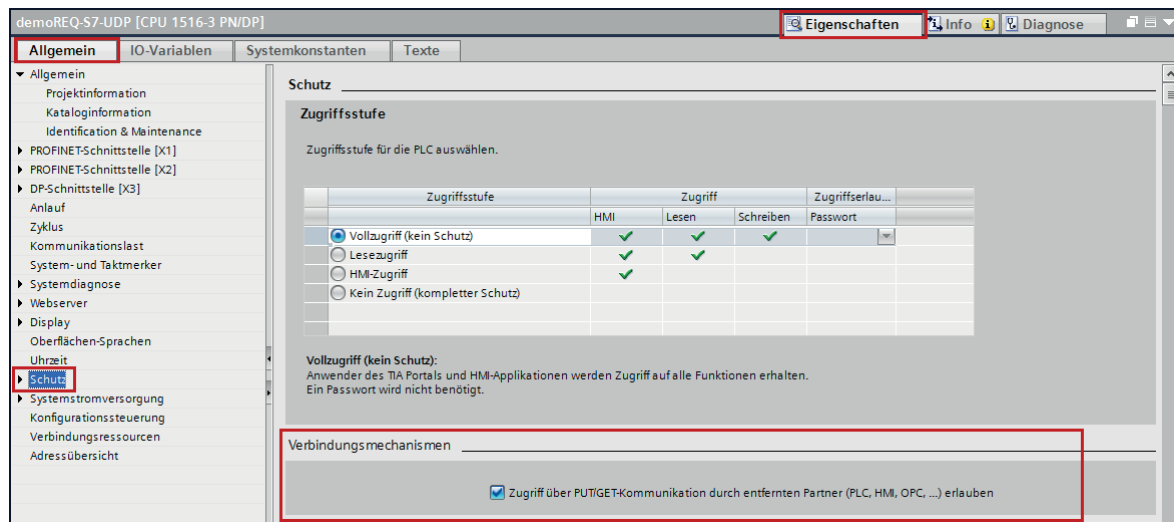 demoREQ-S7-UDP [CPU 1516-3 PN/DP]
Eigenschaften
Info
Diagnose
Allgemein
IO-Variablen
Systemkonstanten
Texte
Allgemein
Projektinformation
Kataloginformation
Identification & Maintenance
PROFINET-Schnittstelle [X1]
PROFINET-Schnittstelle [X2]
DP-Schnittstelle [X3]
Anlauf
Zyklus
Kommunikationslast
System- und Taktmerker
Systemdiagnose
Webserver
Display
Oberflächen-Sprachen
Uhrzeit
Schutz
Systemstromversorgung
Konfigurationssteuerung
Verbindungsressourcen
Adressübersicht
Schutz
Zugriffsstufe
Zugriffsstufe für die PLC auswählen.
Zugriffsstufe Zugriff Zugriffserlau...
HMI Lesen Schreiben Passwort
Vollzugriff (kein Schutz)
Lesezugriff
HMI-Zugriff
Kein Zugriff (kompletter Schutz)
Vollzugriff (kein Schutz):
Anwender des TIA Portals und HMI-Applikationen werden Zugriff auf alle Funktionen erhalten.
Ein Passwort wird nicht benötigt.
Verbindungsmechanismen
Zugriff über PUT/GET-Kommunikation durch entfernten Partner (PLC, HMI, OPC, ...) erlauben